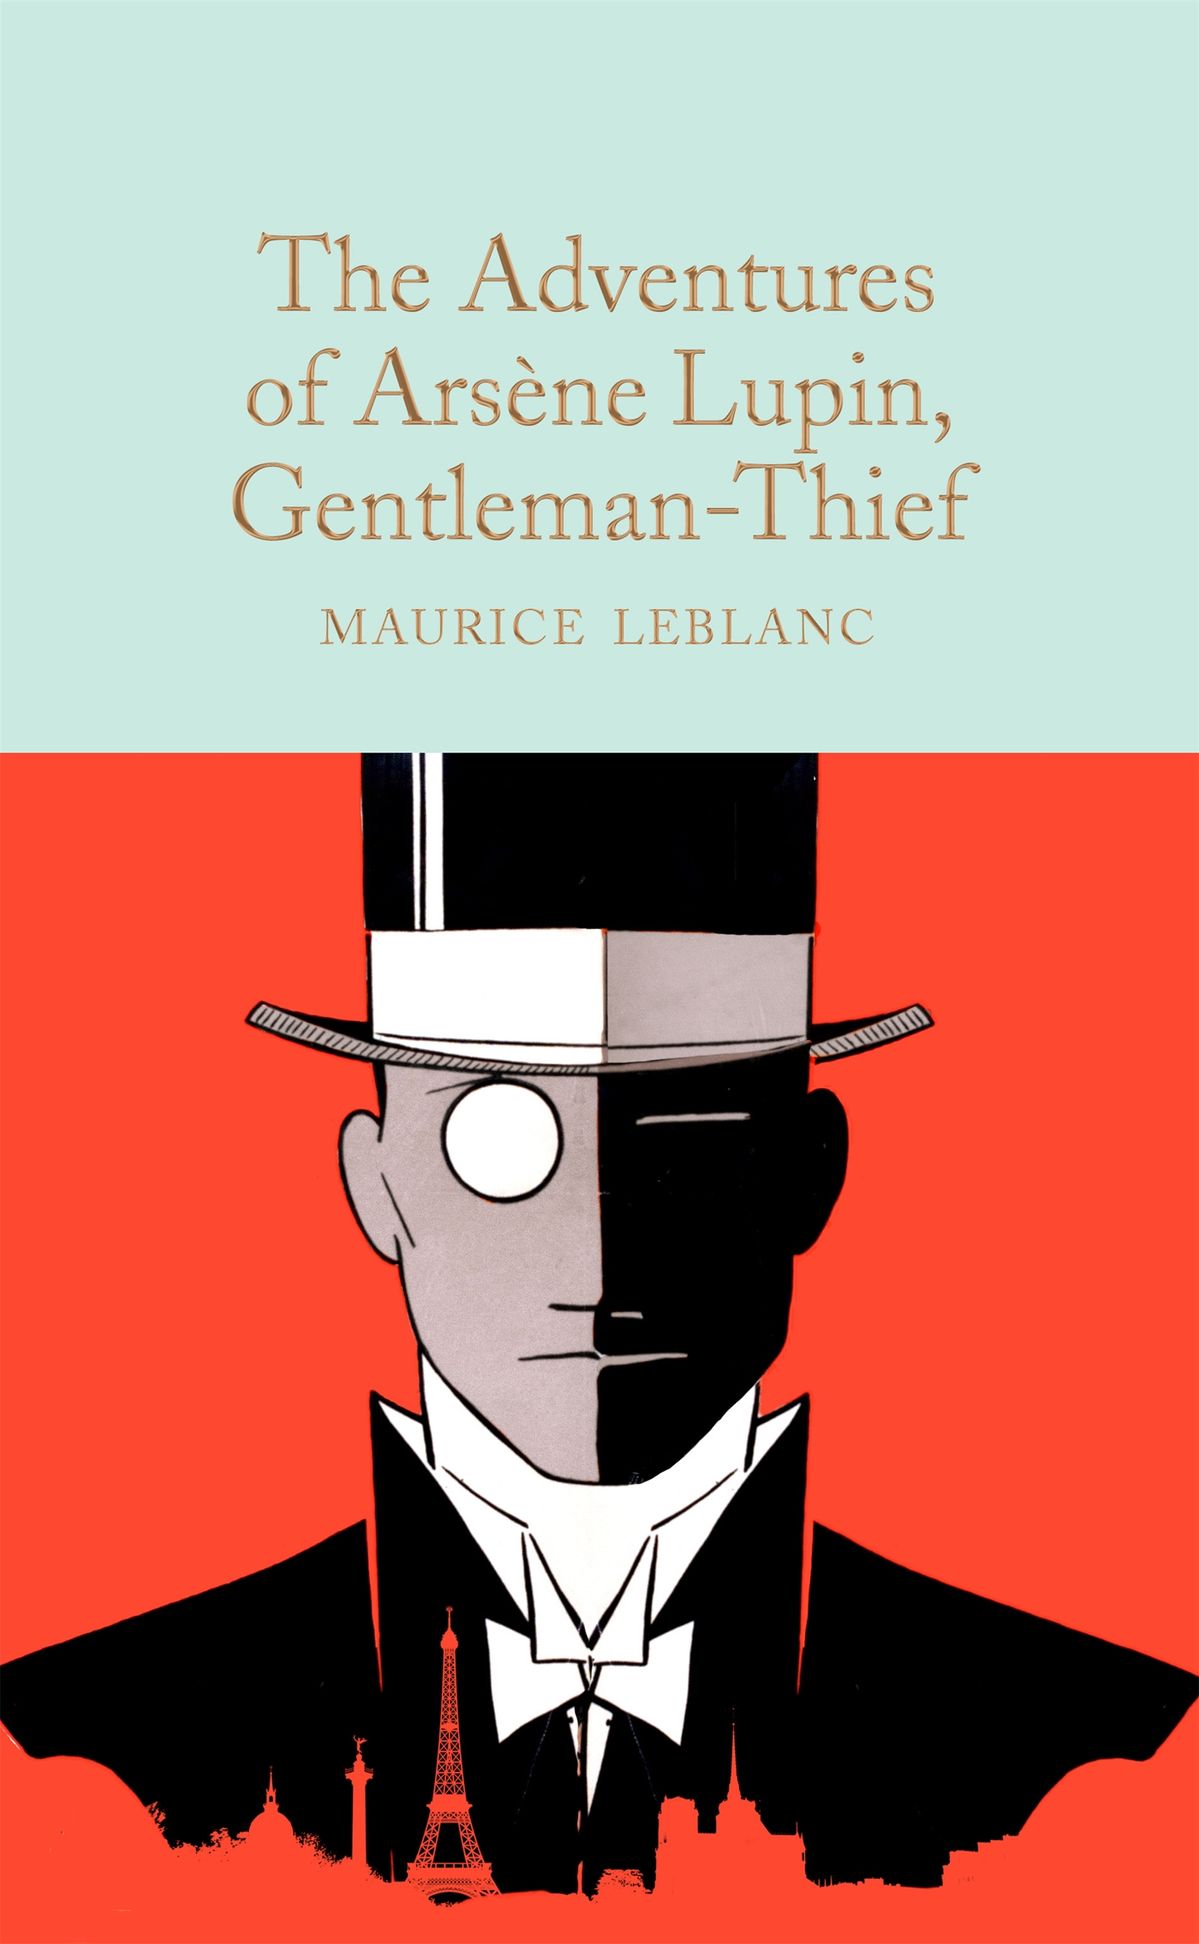 The Adventures
of Arsène Lupin,
Gentleman-Thief
MAURICE LEBLANC